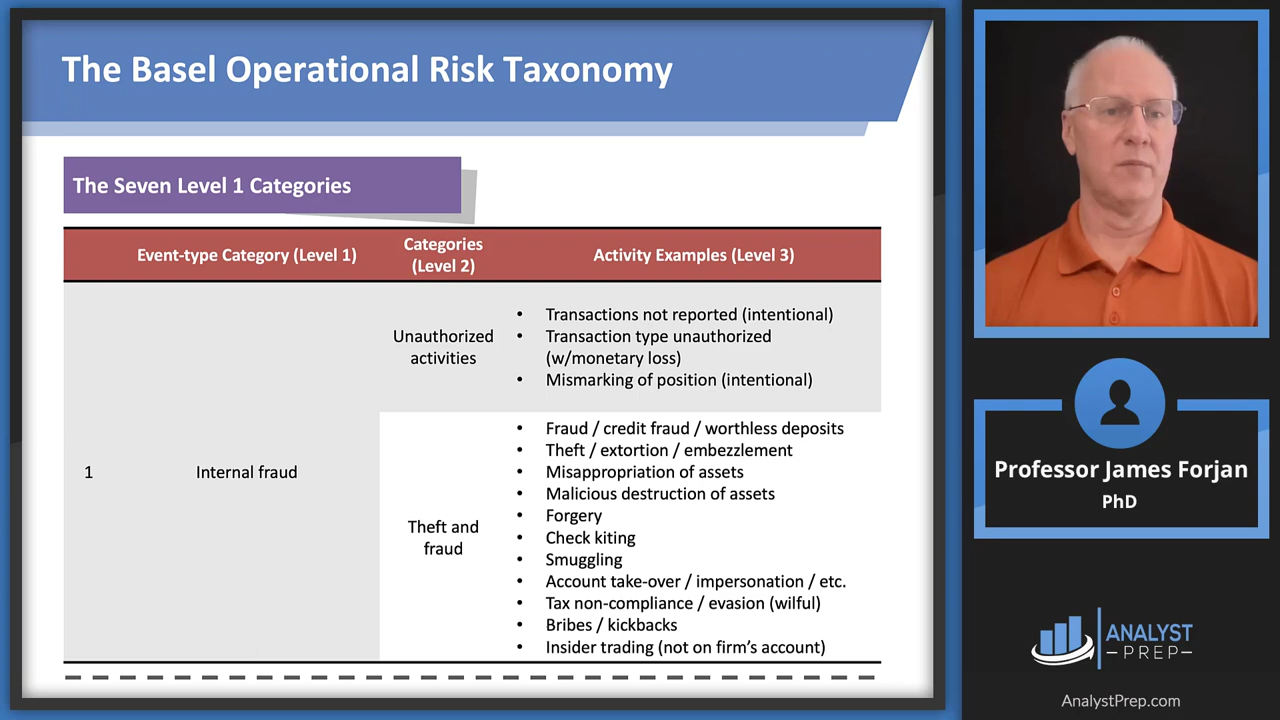 The Basel Operational Risk Taxonomy
The Seven Level 1 Categories
Event-type Category (Level 1)
Categories
(Level 2)
Activity Examples (Level 3)
1
Internal fraud
Unauthorized
activities
• Transactions not reported (intentional)
• Transaction type unauthorized
(w/monetary loss)
• Mismarking of position (intentional)
Theft and
fraud
• Fraud / credit fraud / worthless deposits
• Theft / extortion / embezzlement
• Misappropriation of assets
• Malicious destruction of assets
• Forgery
• Check kiting
• Smuggling
• Account take-over / impersonation / etc.
• Tax non-compliance / evasion (wilful)
• Bribes / kickbacks
• Insider trading (not on firm's account)
Professor James Forjan
PhD
ANALYST
PREP
AnalystPrep.com